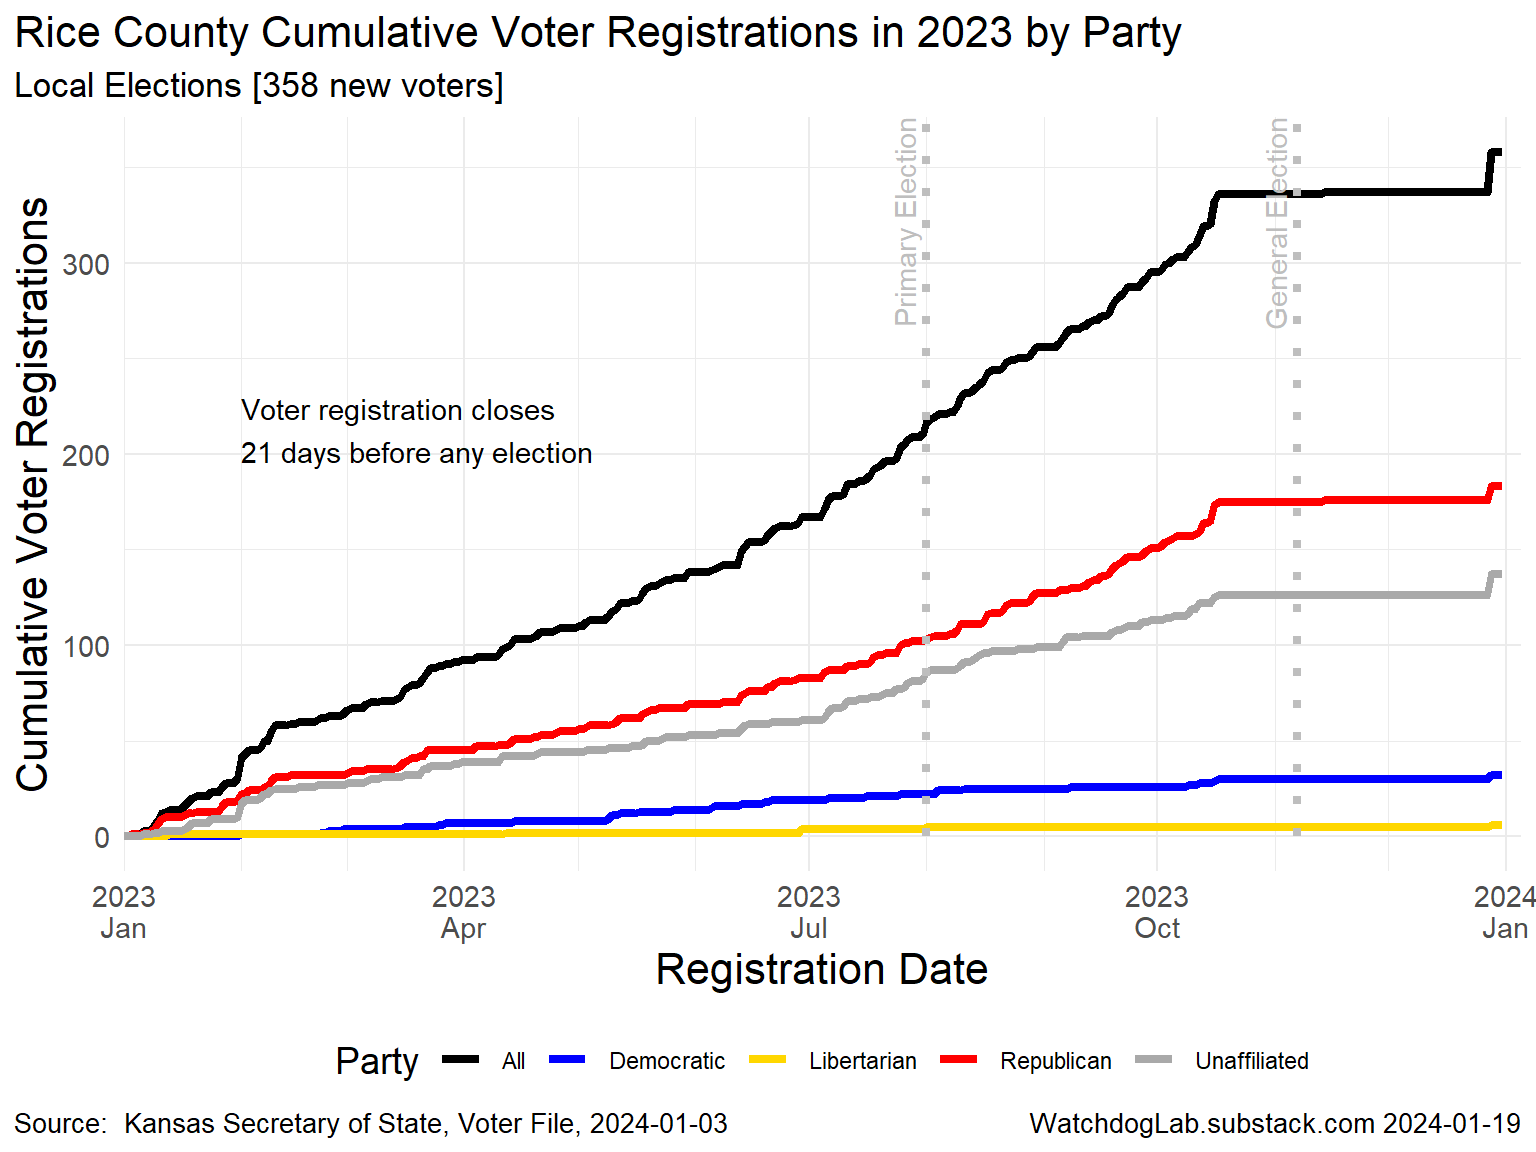 Rice County Cumulative Voter Registrations in 2023 by Party
Local Elections [358 new voters]
Cumulative Voter Registrations
300
200
100
0
Primary Election
General Election
Voter registration closes
21 days before any election
2023
Jan
2023
Apr
2023
Jul
2023
Oct
2024
Jan
Registration Date
Party
All
Democratic
Libertarian
Republican
Unaffiliated
Source:  Kansas Secretary of State, Voter File, 2024-01-03
WatchdogLab.substack.com 2024-01-19